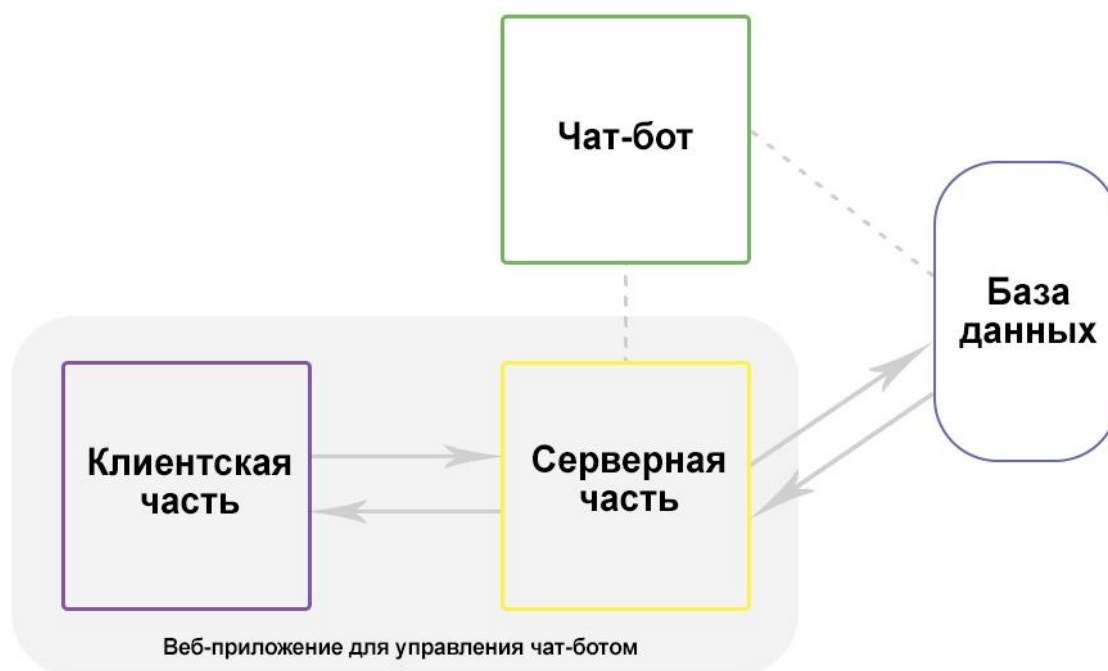 Чат-бот
База
данных
Клиентская
часть
Серверная
часть
Веб-приложение для управления чат-ботом